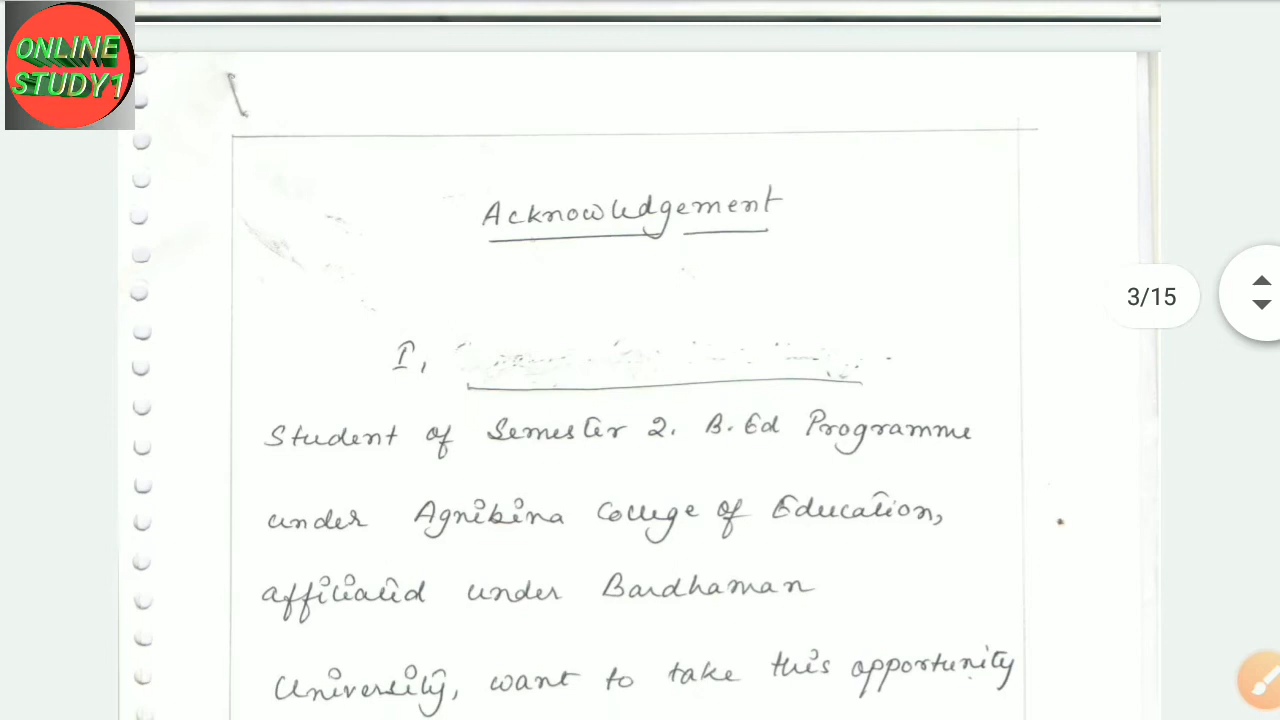 ONLINE
STUDY1
Acknowledgement
I,
3/15
Student of Semester 2. B.Ed Programme
under Agnibina College of Education,
affiliated under Bardhaman
University, want to take this opportunity